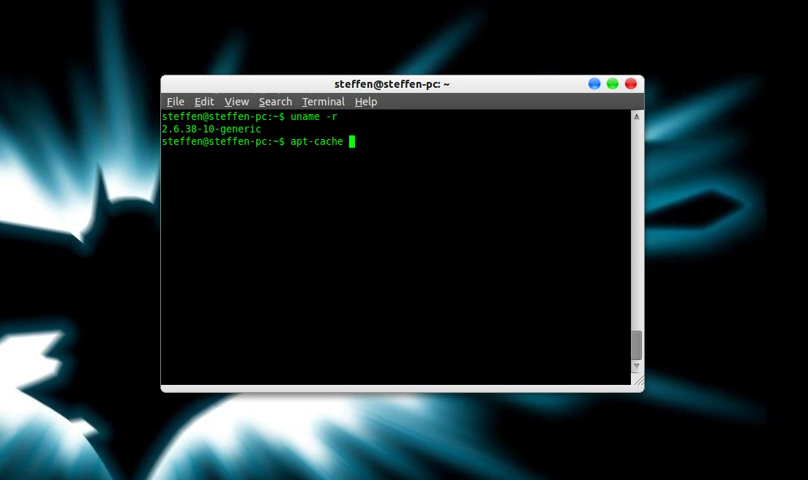 steffen@steffen-pc: ~
File Edit View Search Terminal Help
steffen@steffen-pc:~$ uname -r
2.6.38-10-generic
steffen@steffen-pc:~$ apt-cache